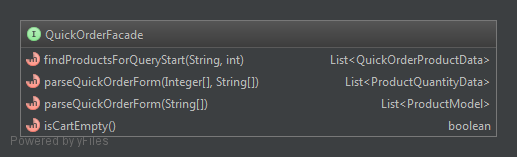 I QuickOrderFacade
m findProductsForQueryStart(String, int) List<QuickOrderProductData>
m parseQuickOrderForm(Integer[], String[]) List<ProductQuantityData>
m parseQuickOrderForm(String[]) List<ProductModel>
m isCartEmpty() boolean
Powered by yFiles